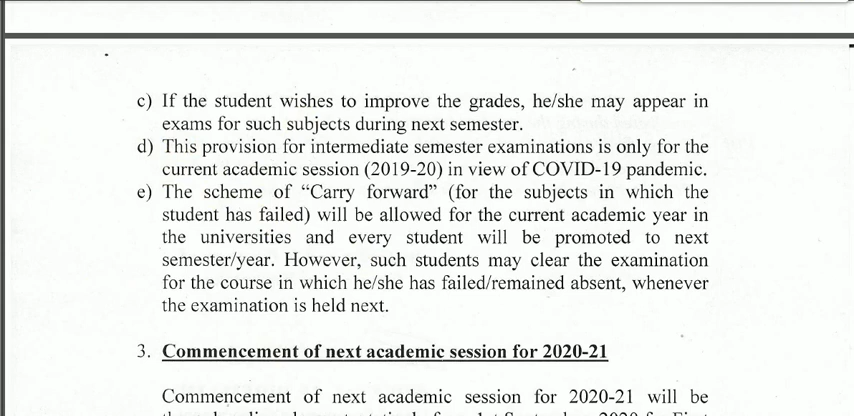 c) If the student wishes to improve the grades, he/she may appear in
exams for such subjects during next semester.
d) This provision for intermediate semester examinations is only for the
current academic session (2019-20) in view of COVID-19 pandemic.
e) The scheme of “Carry forward” (for the subjects in which the
student has failed) will be allowed for the current academic year in
the universities and every student will be promoted to next
semester/year. However, such students may clear the examination
for the course in which he/she has failed/remained absent, whenever
the examination is held next.
3. Commencement of next academic session for 2020-21
Commencement of next academic session for 2020-21 will be